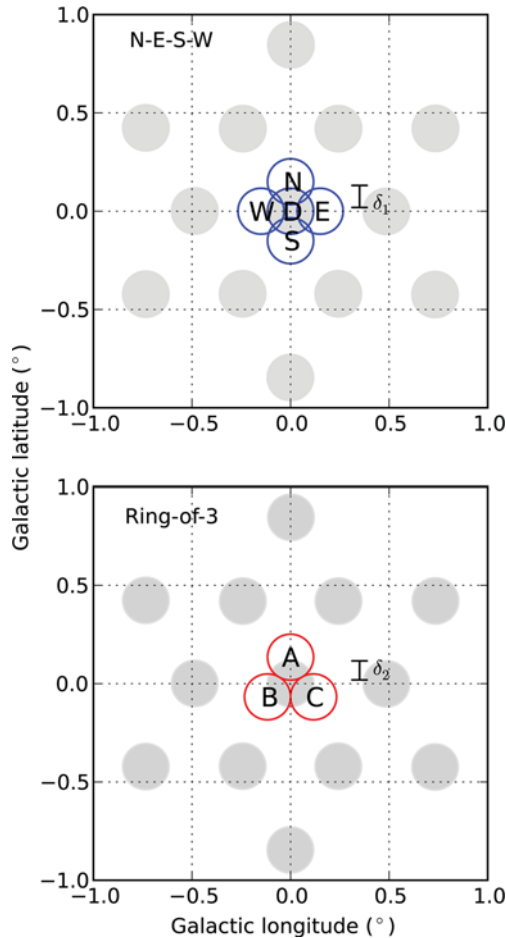 N-E-S-W
1.0
0.5
0.0
−0.5
−1.0
N
W D E
S
δ1
−1.0 −0.5 0.0 0.5 1.0
Galactic latitude (°)
Ring-of-3
1.0
0.5
0.0
−0.5
−1.0
A
B C
δ2
−1.0 −0.5 0.0 0.5 1.0
Galactic longitude (°)